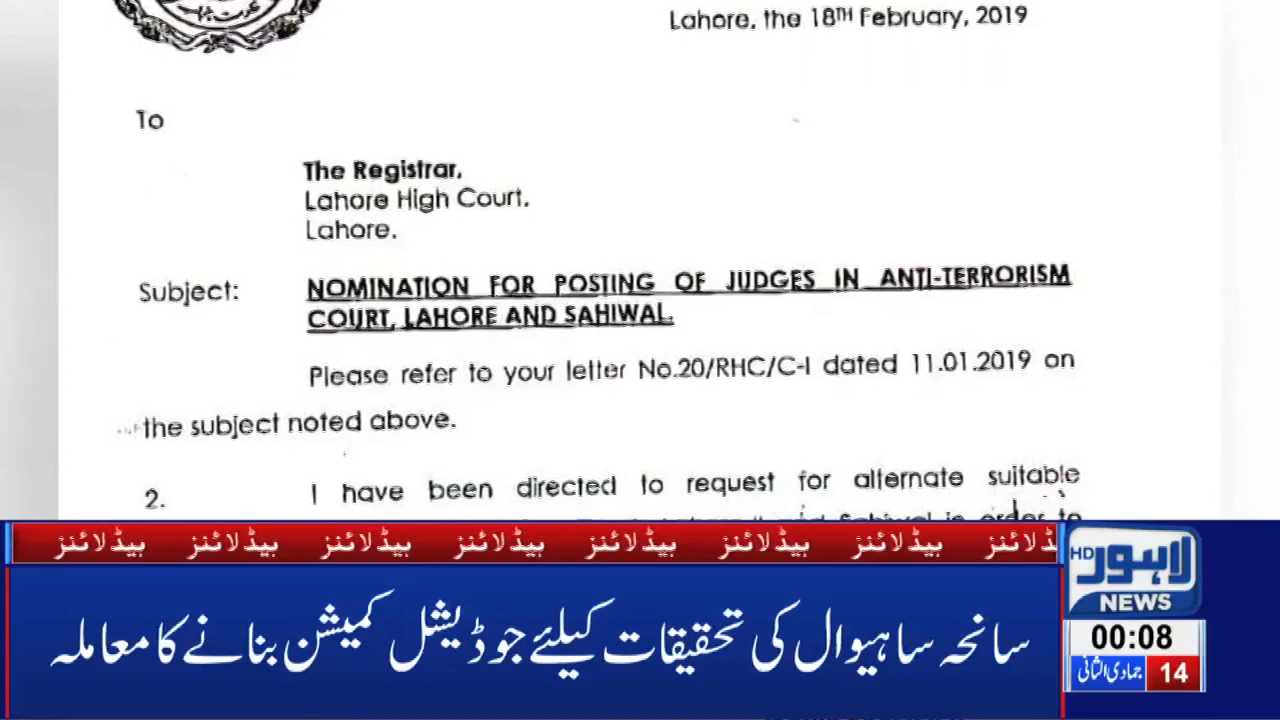 Lahore, the 18TH February, 2019
To
The Registrar,
Lahore High Court,
Lahore.
Subject: NOMINATION FOR POSTING OF JUDGES IN ANTI-TERRORISM
COURT, LAHORE AND SAHIWAL.
Please refer to your letter No.20/RHC/C-I dated 11.01.2019 on
the subject noted above.
2. I have been directed to request for alternate suitable
ہیڈلائنز ہیڈلائنز ہیڈلائنز ہیڈلائنز ہیڈلائنز ہیڈلائنز ہیڈلائنز
سانحہ ساہیوال کی تحقیقات کیلئے جوڈیشل کمیشن بنانے کا معاملہ
لاہور HD
NEWS
00:08
14 جمادی الثانی